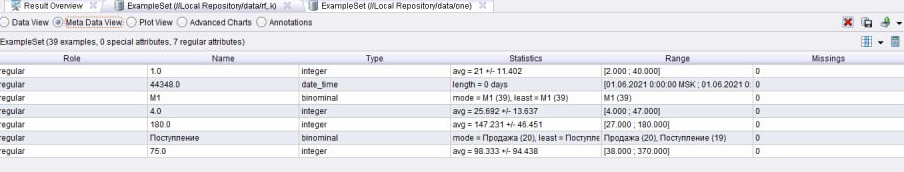 Result Overview ExampleSet (//Local Repository/data/rf, k) ExampleSet (//Local Repository/data/one)
Data View Meta Data View Plot View Advanced Charts Annotations
ExampleSet (39 examples, 0 special attributes, 7 regular attributes)
Role Name Type Statistics Range Missings
regular 1.0 integer avg = 21 +/- 11.402 [2.000 ; 40.000] 0
regular 44348.0 date_time length = 0 days [01.06.2021 0:00:00 MSK ; 01.06.2021 0: 0
regular M1 binominal mode = M1 (39), least = M1 (39) M1 (39) 0
regular 4.0 integer avg = 25.692 +/- 13.637 [4.000 ; 47.000] 0
regular 180.0 integer avg = 147.231 +/- 46.451 [27.000 ; 180.000] 0
regular Поступление binominal mode = Продажа (20), least = Поступле Продажа (20), Поступление (19) 0
regular 75.0 integer avg = 98.333 +/- 94.438 [38.000 ; 370.000] 0